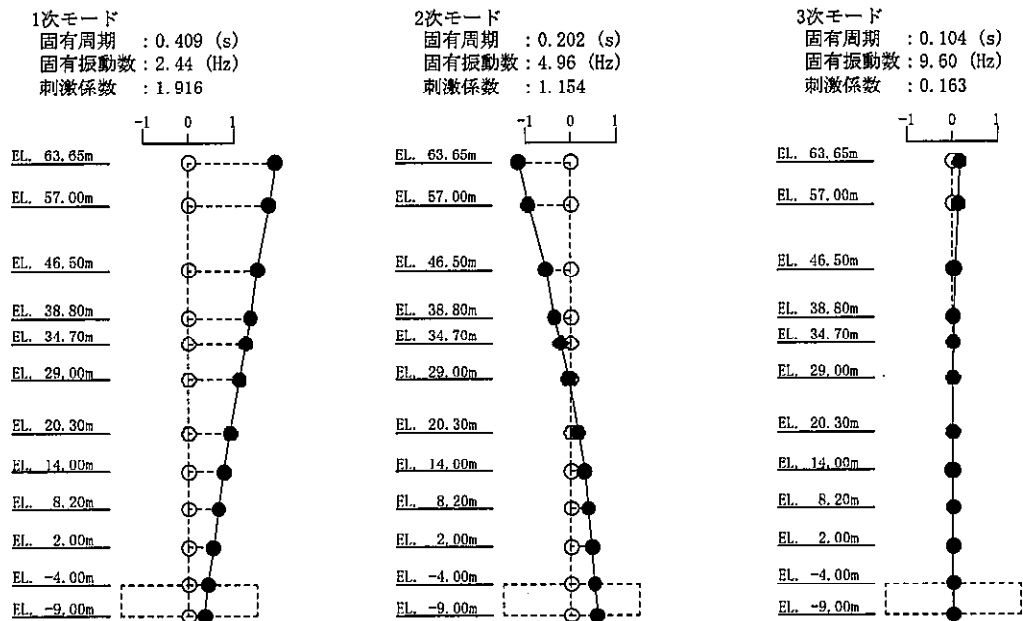 1次モード
固有周期 : 0.409 (s)
固有振動数 : 2.44 (Hz)
刺激係数 : 1.916
-1 0 1
EL. 63.65m
EL. 57.00m
EL. 46.50m
EL. 38.80m
EL. 34.70m
EL. 29.00m
EL. 20.30m
EL. 14.00m
EL. 8.20m
EL. 2.00m
EL. -4.00m
EL. -9.00m
2次モード
固有周期 : 0.202 (s)
固有振動数 : 4.96 (Hz)
刺激係数 : 1.154
-1 0 1
EL. 63.65m
EL. 57.00m
EL. 46.50m
EL. 38.80m
EL. 34.70m
EL. 29.00m
EL. 20.30m
EL. 14.00m
EL. 8.20m
EL. 2.00m
EL. -4.00m
EL. -9.00m
3次モード
固有周期 : 0.104 (s)
固有振動数 : 9.60 (Hz)
刺激係数 : 0.163
-1 0 1
EL. 63.65m
EL. 57.00m
EL. 46.50m
EL. 38.80m
EL. 34.70m
EL. 29.00m
EL. 20.30m
EL. 14.00m
EL. 8.20m
EL. 2.00m
EL. -4.00m
EL. -9.00m